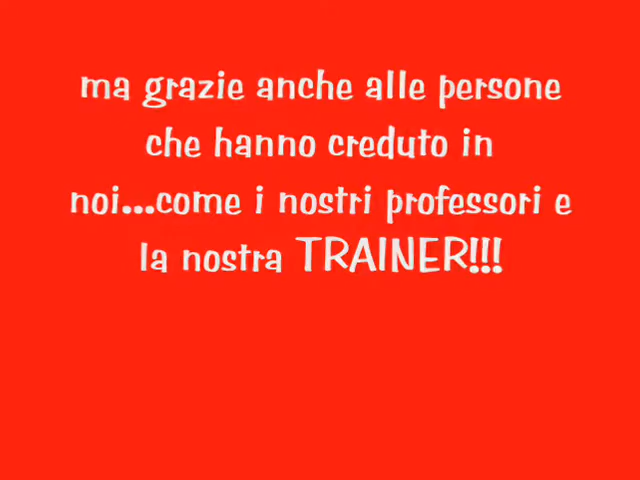 ma grazie anche alle persone
che hanno creduto in
noi...come i nostri professori e
la nostra TRAINER!!!